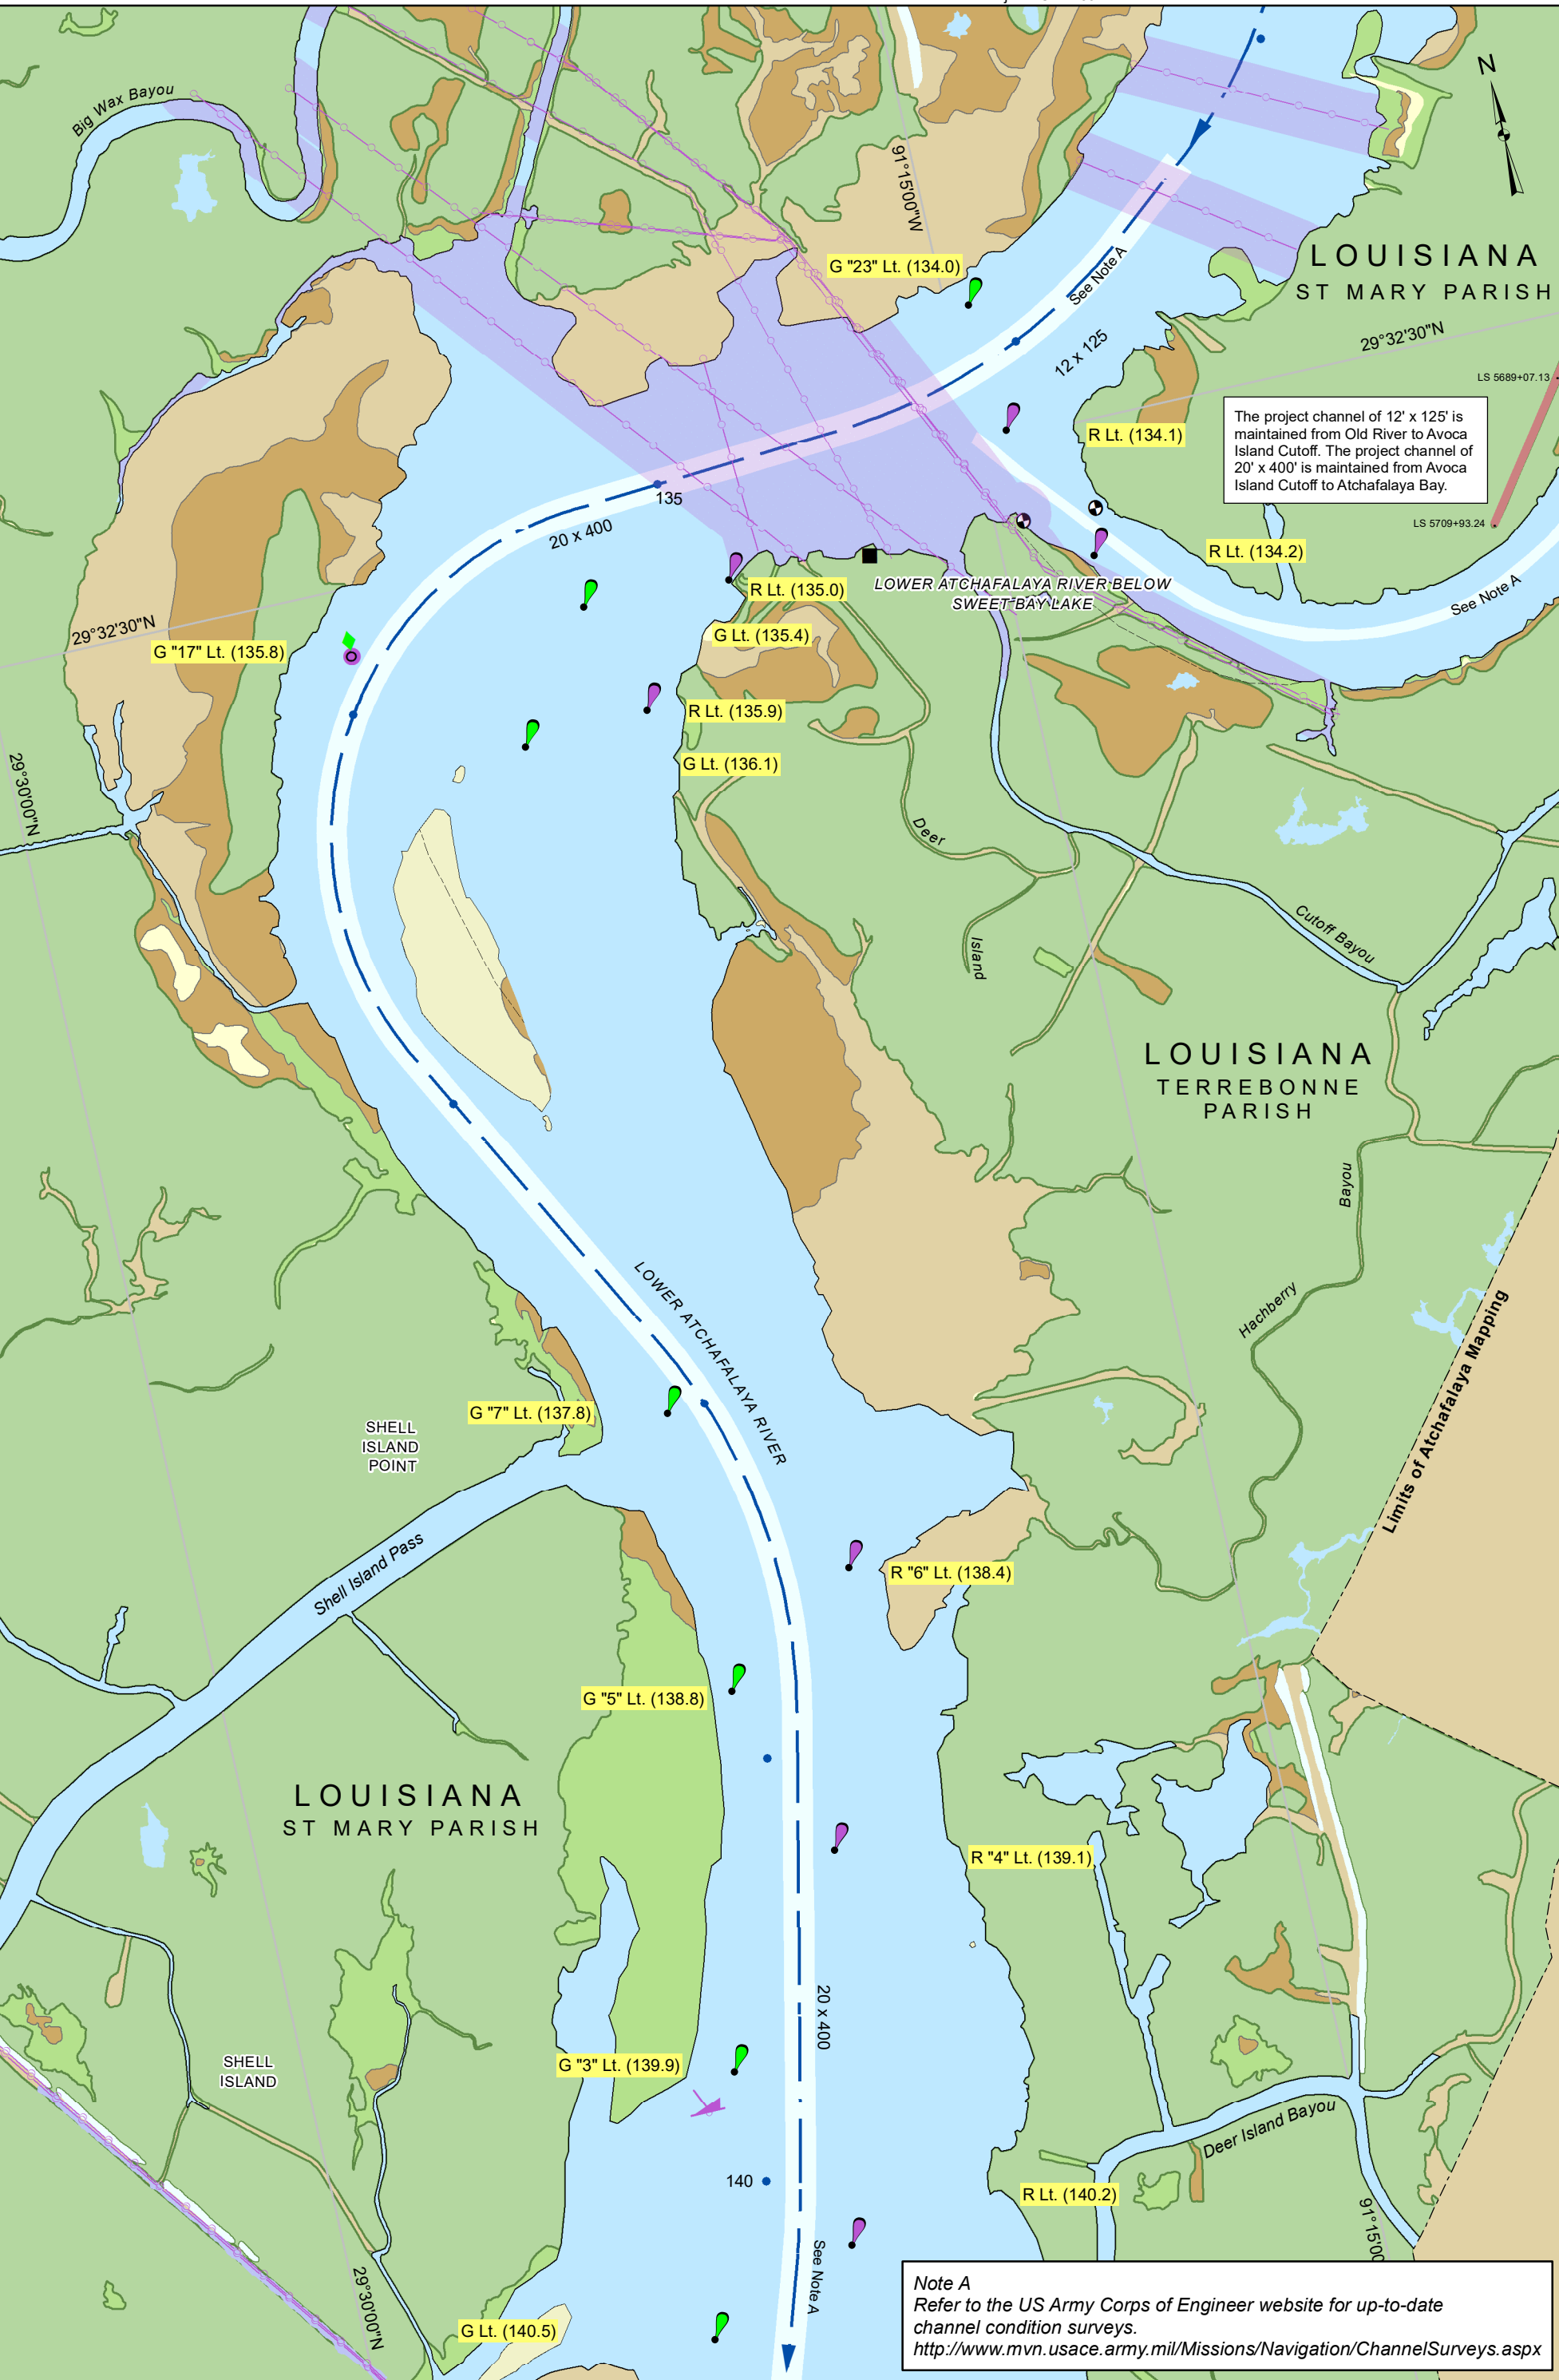 N
Big Wax Bayou
91°15'00"W
LOUISIANA
ST MARY PARISH
G "23" Lt. (134.0)
See Note A
12 x 125
29°32'30"N
LS 5689+07.13
The project channel of 12' x 125' is
maintained from Old River to Avoca
Island Cutoff. The project channel of
20' x 400' is maintained from Avoca
Island Cutoff to Atchafalaya Bay.
R Lt. (134.1)
135
20 x 400
LS 5709+93.24
R Lt. (134.2)
LOWER ATCHAFALAYA RIVER BELOW
SWEET BAY LAKE
R Lt. (135.0)
See Note A
29°32'30"N
G "17" Lt. (135.8)
G Lt. (135.4)
R Lt. (135.9)
G Lt. (136.1)
29°30'00"N
Deer
Island
Cutoff Bayou
LOUISIANA
TERREBONNE
PARISH
Bayou
Hachberry
LOWER ATCHAFALAYA RIVER
Limits of Atchafalaya Mapping
G "7" Lt. (137.8)
SHELL
ISLAND
POINT
Shell Island Pass
R "6" Lt. (138.4)
G "5" Lt. (138.8)
LOUISIANA
ST MARY PARISH
R "4" Lt. (139.1)
20 x 400
SHELL
ISLAND
G "3" Lt. (139.9)
Deer Island Bayou
140
R Lt. (140.2)
91°15'00
See Note A
29°30'00"N
G Lt. (140.5)
Note A
Refer to the US Army Corps of Engineer website for up-to-date
channel condition surveys.
http://www.mvn.usace.army.mil/Missions/Navigation/ChannelSurveys.aspx